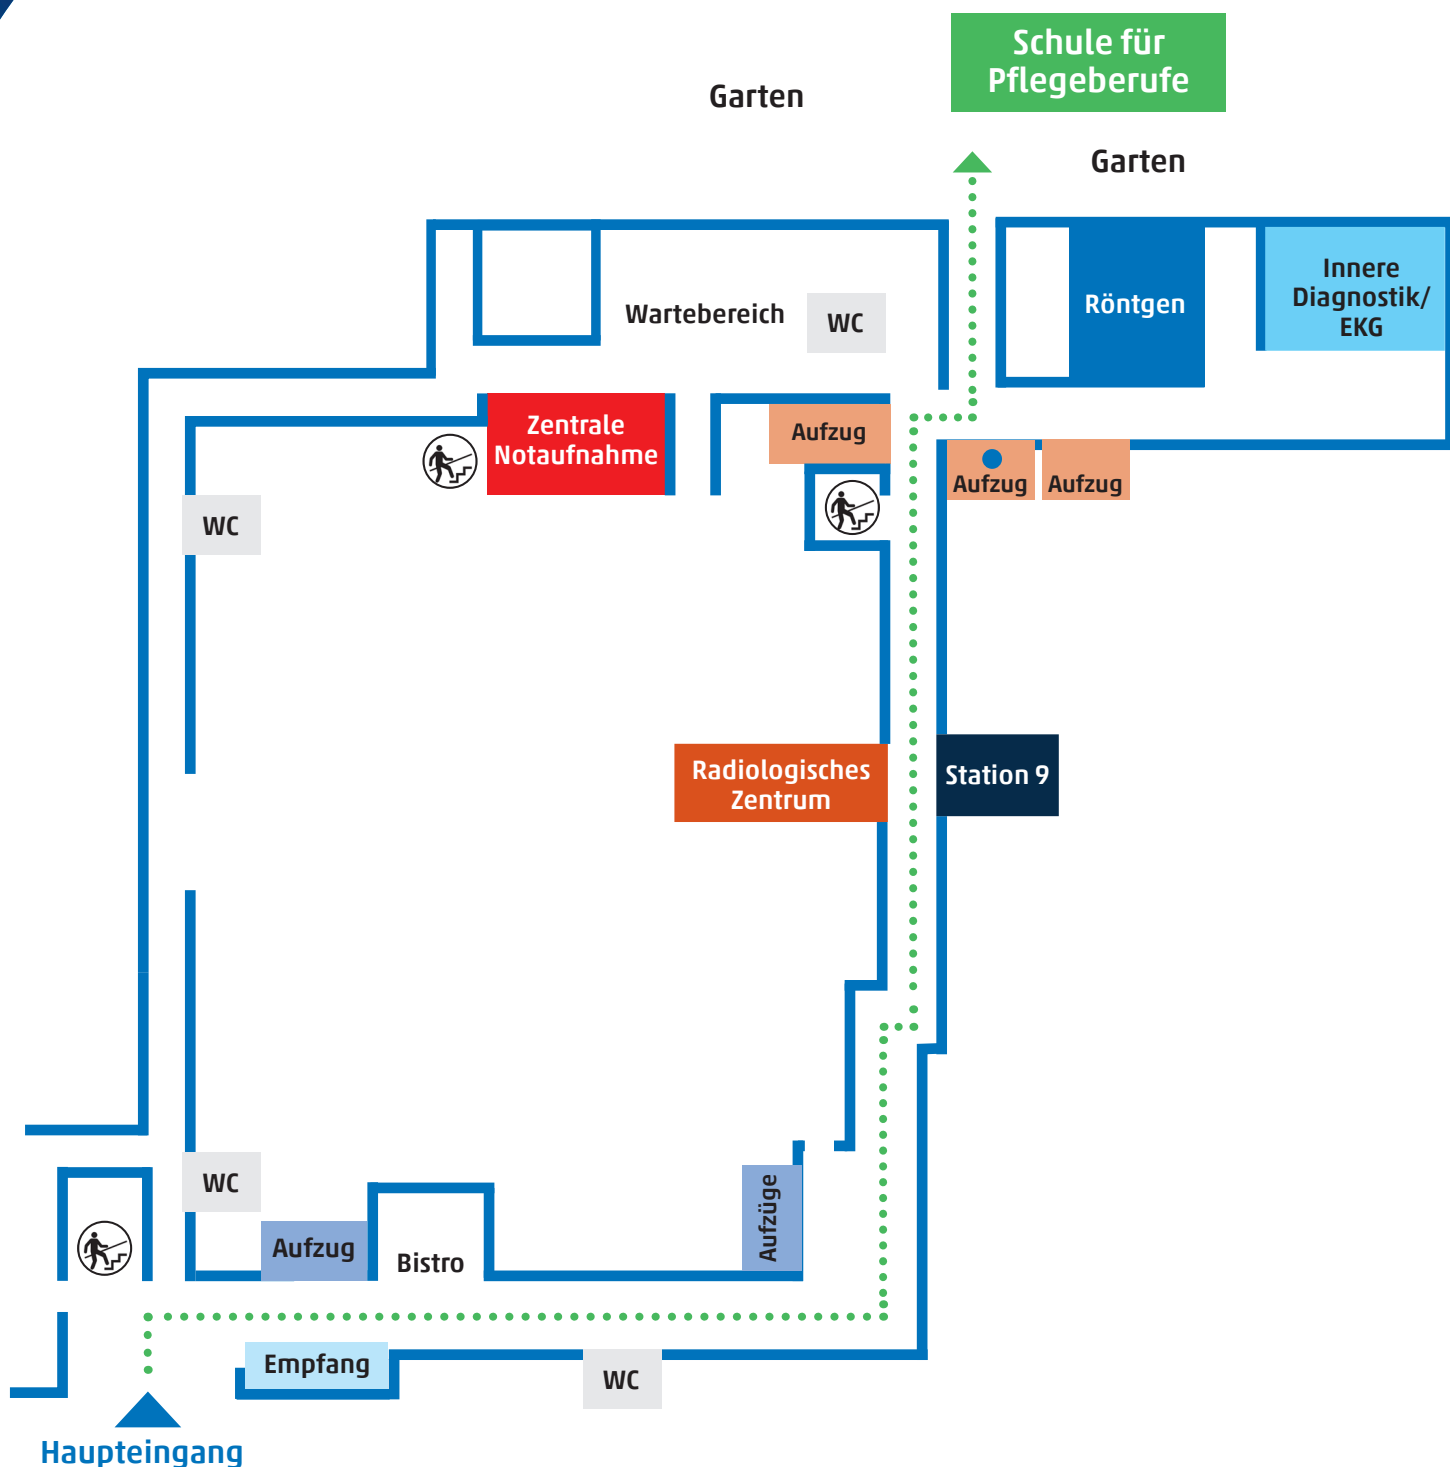 Schule für
Pflegeberufe
Garten
Garten
Innere
Diagnostik/
EKG
Röntgen
Wartebereich
WC
Zentrale
Notaufnahme
Aufzug
Aufzug
Aufzug
WC
Radiologisches
Zentrum
Station 9
WC
Aufzug
Bistro
Aufzüge
Empfang
WC
Haupteingang